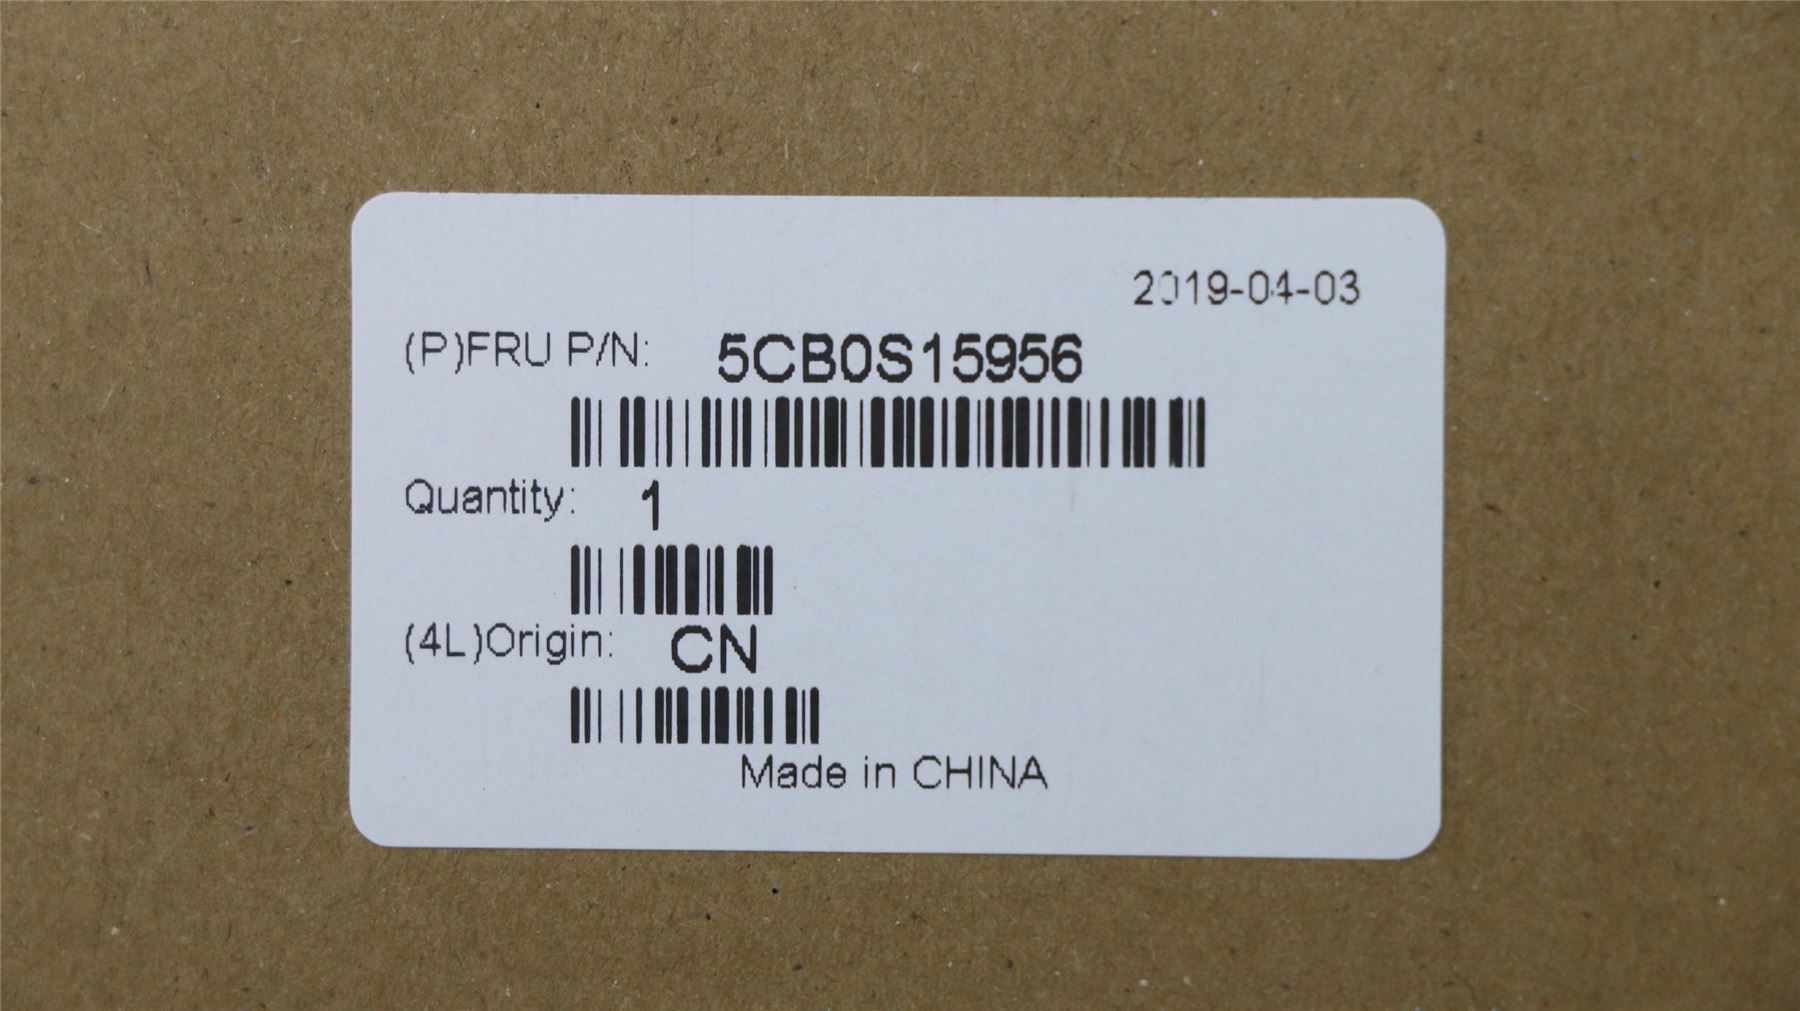 2019-04-03
(P)FRU P/N: 5CB0S15956
Quantity: 1
(4L)Origin: CN
Made in CHINA